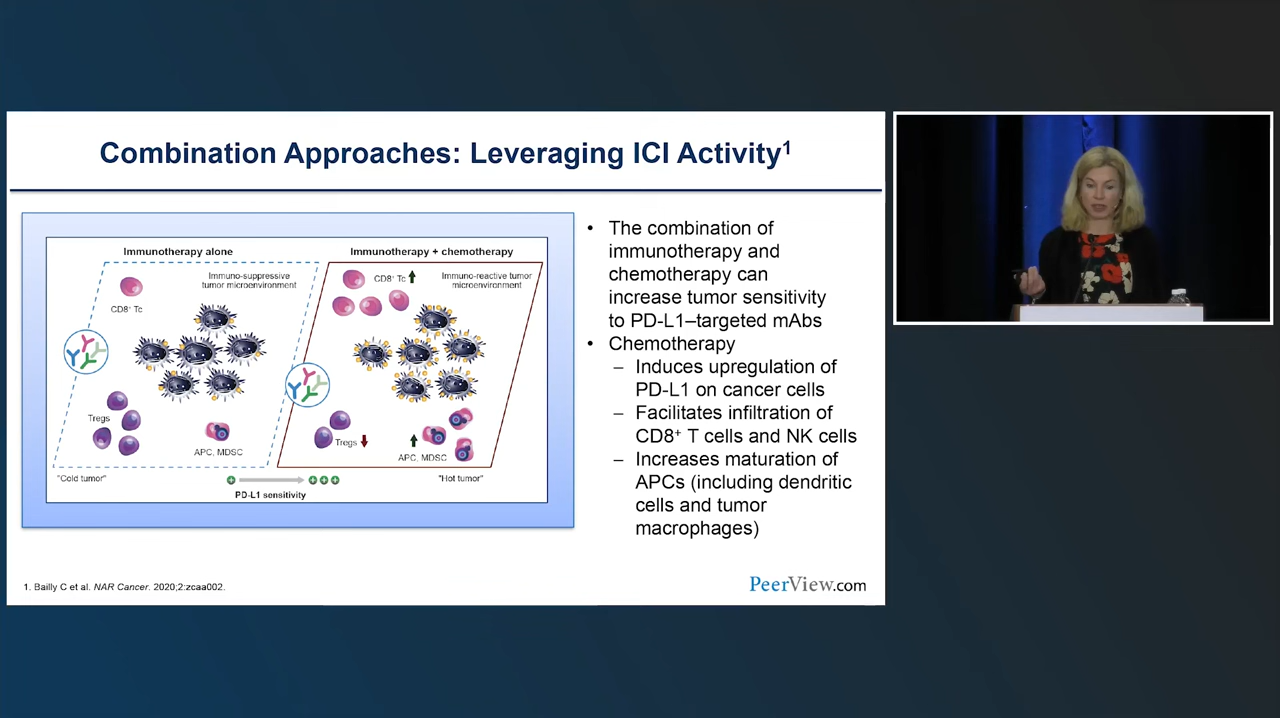 Combination Approaches: Leveraging ICI Activity1
Immunotherapy alone
CD8+ Tc
Immuno-suppressive
tumor microenvironment
Tregs
APC, MDSC
"Cold tumor"
Immunotherapy + chemotherapy
CD8+ Tc
Immuno-reactive tumor
microenvironment
Tregs
APC, MDSC
"Hot tumor"
PD-L1 sensitivity
• The combination of
immunotherapy and
chemotherapy can
increase tumor sensitivity
to PD-L1–targeted mAbs
• Chemotherapy
– Induces upregulation of
PD-L1 on cancer cells
– Facilitates infiltration of
CD8+ T cells and NK cells
– Increases maturation of
APCs (including dendritic
cells and tumor
macrophages)
1. Bailly C et al. NAR Cancer. 2020;2:zcaa002.
PeerView.com